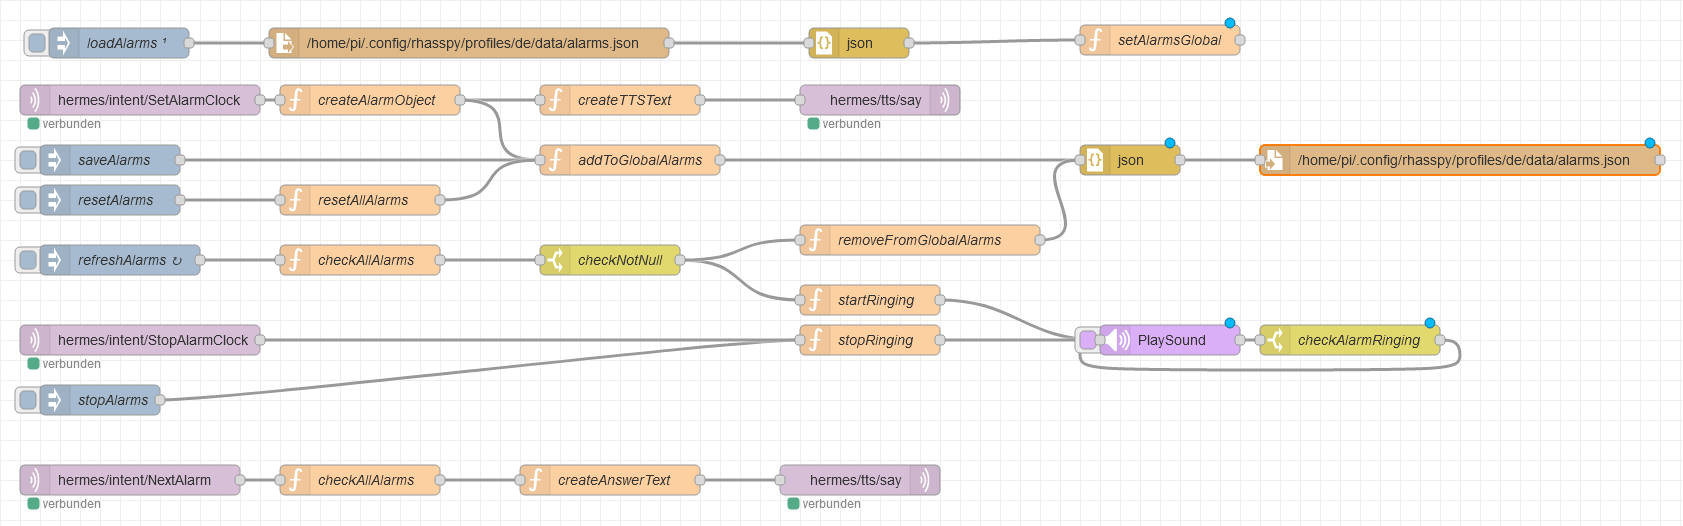 loadAlarms ¹
/home/pi/.config/rhasspy/profiles/de/data/alarms.json
json
setAlarmsGlobal
hermes/intent/SetAlarmClock
createAlarmObject
createTTSText
hermes/tts/say
verbunden
verbunden
saveAlarms
addToGlobalAlarms
json
/home/pi/.config/rhasspy/profiles/de/data/alarms.json
resetAlarms
resetAllAlarms
removeFromGlobalAlarms
refreshAlarms ↻
checkAllAlarms
checkNotNull
startRinging
hermes/intent/StopAlarmClock
stopRinging
PlaySound
checkAlarmRinging
verbunden
stopAlarms
hermes/intent/NextAlarm
checkAllAlarms
createAnswerText
hermes/tts/say
verbunden
verbunden